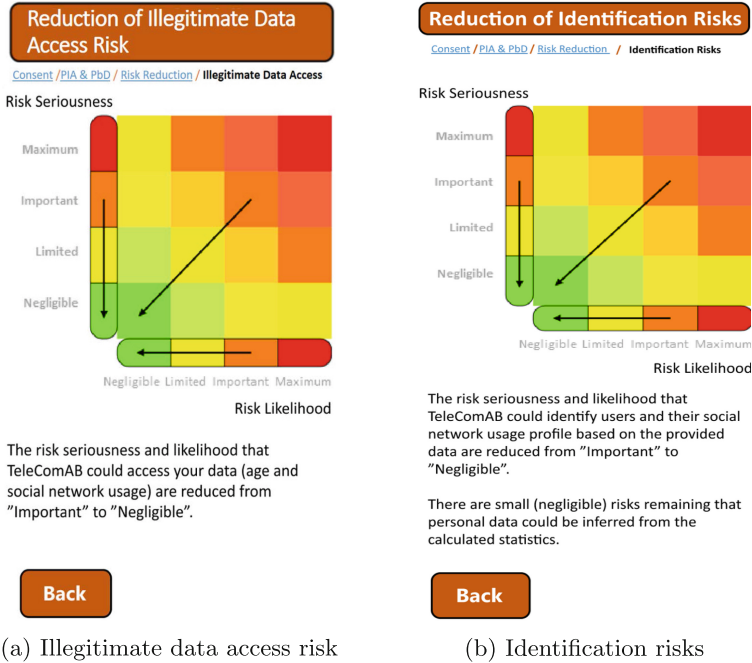 Reduction of Illegitimate Data
Access Risk
Consent /PIA & PbD / Risk Reduction / Illegitimate Data Access
Risk Seriousness
Maximum
Important
Limited
Negligible
Negligible Limited Important Maximum
Risk Likelihood
The risk seriousness and likelihood that
TeleComAB could access your data (age and
social network usage) are reduced from
”Important” to ”Negligible”.
Back
(a) Illegitimate data access risk
Reduction of Identification Risks
Consent / PIA & PbD / Risk Reduction / Identification Risks
Risk Seriousness
Maximum
Important
Limited
Negligible
Negligible Limited Important Maximum
Risk Likelihood
The risk seriousness and likelihood that
TeleComAB could identify users and their social
network usage profile based on the provided
data are reduced from ”Important” to
”Negligible”.
There are small (negligible) risks remaining that
personal data could be inferred from the
calculated statistics.
Back
(b) Identification risks